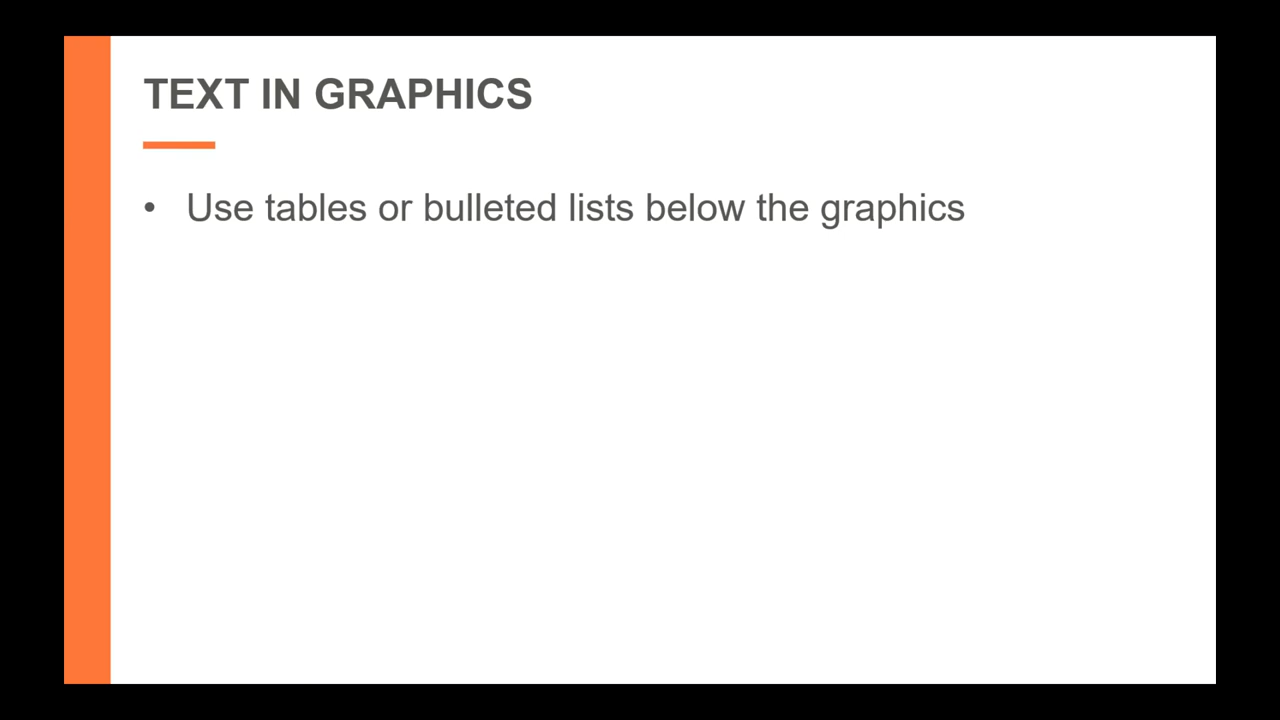 TEXT IN GRAPHICS
• Use tables or bulleted lists below the graphics